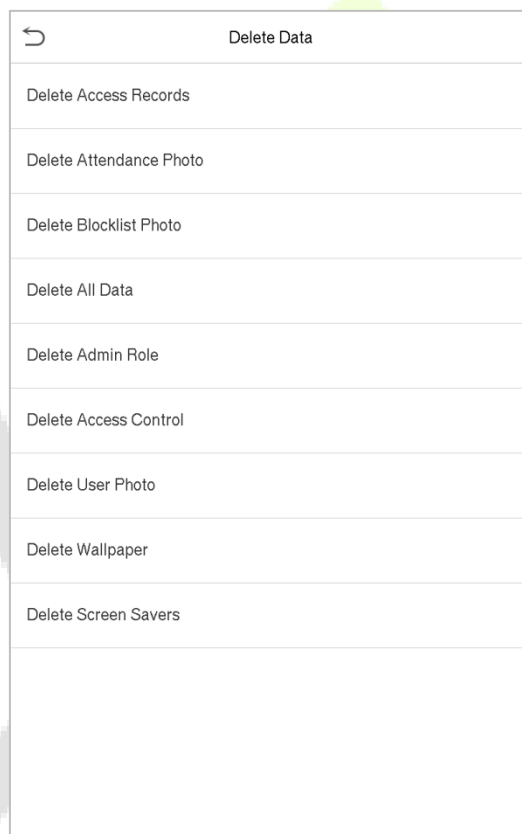 Delete Data
Delete Access Records
Delete Attendance Photo
Delete Blocklist Photo
Delete All Data
Delete Admin Role
Delete Access Control
Delete User Photo
Delete Wallpaper
Delete Screen Savers